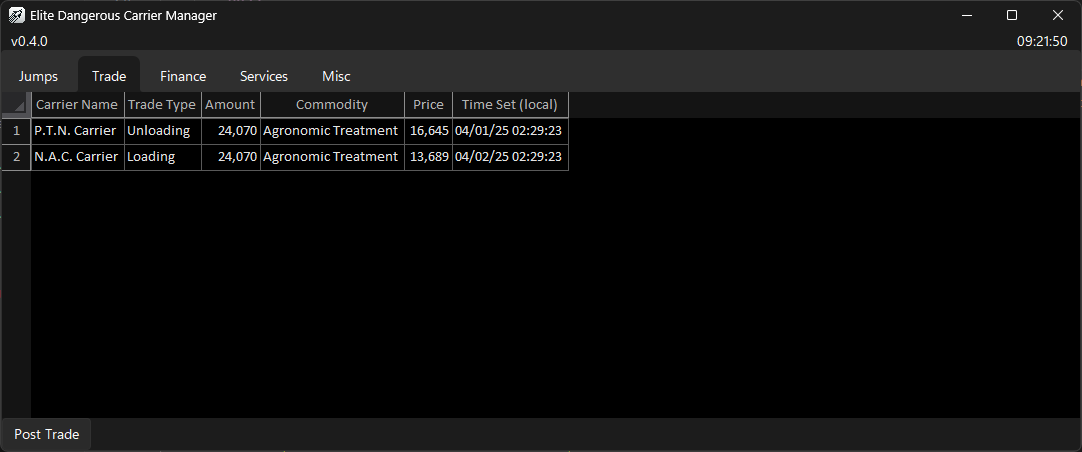 Elite Dangerous Carrier Manager
v0.4.0 09:21:50
Jumps Trade Finance Services Misc
Carrier Name Trade Type Amount Commodity Price Time Set (local)
1 P.T.N. Carrier Unloading 24,070 Agronomic Treatment 16,645 04/01/25 02:29:23
2 N.A.C. Carrier Loading 24,070 Agronomic Treatment 13,689 04/02/25 02:29:23
Post Trade